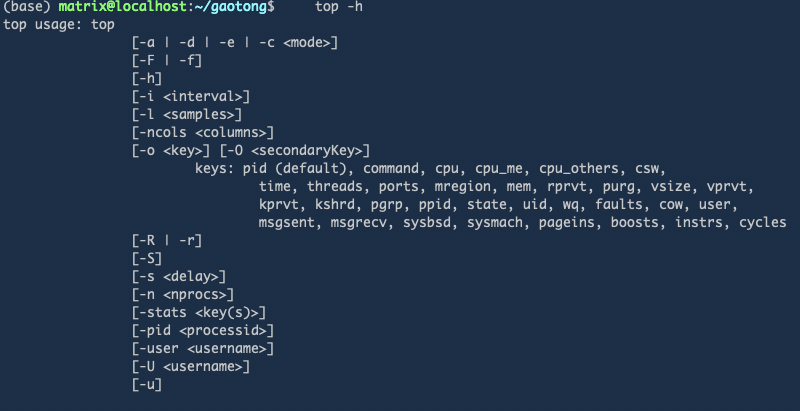 (base) matrix@localhost:~/gaotong$ top -h
top usage: top
[-a | -d | -e | -c <mode>]
[-F | -f]
[-h]
[-i <interval>]
[-l <samples>]
[-ncols <columns>]
[-o <key>] [-O <secondaryKey>]
keys: pid (default), command, cpu, cpu_me, cpu_others, csw,
time, threads, ports, mregion, mem, rprvt, purg, vsize, vprvt,
kprvt, kshrd, pgrp, ppid, state, uid, wq, faults, cow, user,
msgsent, msgrecv, sysbsd, sysmach, pageins, boosts, instrs, cycles
[-R | -r]
[-S]
[-s <delay>]
[-n <nprocs>]
[-stats <key(s)>]
[-pid <processid>]
[-user <username>]
[-U <username>]
[-u]